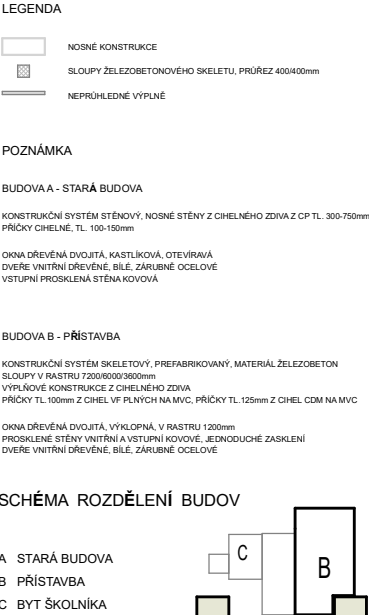 LEGENDA
NOSNÉ KONSTRUKCE
SLOUPY ŽELEZOBETONOVÉHO SKELETU, PRŮŘEZ 400/400mm
NEPRŮHLEDNÉ VÝPLNĚ
POZNÁMKA
BUDOVA A - STARÁ BUDOVA
KONSTRUKČNÍ SYSTÉM STĚNOVÝ, NOSNÉ STĚNY Z CIHELNÉHO ZDIVA Z CP TL. 300-750mm
PŘÍČKY CIHELNÉ, TL. 100-150mm
OKNA DŘEVĚNÁ DVOJITÁ, KASTLÍKOVÁ, OTEVÍRAVÁ
DVEŘE VNITŘNÍ DŘEVĚNÉ, BÍLÉ, ZÁRUBNĚ OCELOVÉ
VSTUPNÍ PROSKLENÁ STĚNA KOVOVÁ
BUDOVA B - PŘÍSTAVBA
KONSTRUKČNÍ SYSTÉM SKELETOVÝ, PREFABRIKOVANÝ, MATERIÁL ŽELEZOBETON
SLOUPY V RASTRU 7200/6000/3600mm
VÝPLŇOVÉ KONSTRUKCE Z CIHELNÉHO ZDIVA
PŘÍČKY TL.100mm Z CIHEL VF PLNÝCH NA MVC, PŘÍČKY TL.125mm Z CIHEL CDM NA MVC
OKNA DŘEVĚNÁ DVOJITÁ, VÝKLOPNÁ, V RASTRU 1200mm
PROSKLENÉ STĚNY VNITŘNÍ A VSTUPNÍ KOVOVÉ, JEDNODUCHÉ ZASKLENÍ
DVEŘE VNITŘNÍ DŘEVĚNÉ, BÍLÉ, ZÁRUBNĚ OCELOVÉ
SCHÉMA ROZDĚLENÍ BUDOV
A STARÁ BUDOVA
B PŘÍSTAVBA
C BYT ŠKOLNÍKA
C
B